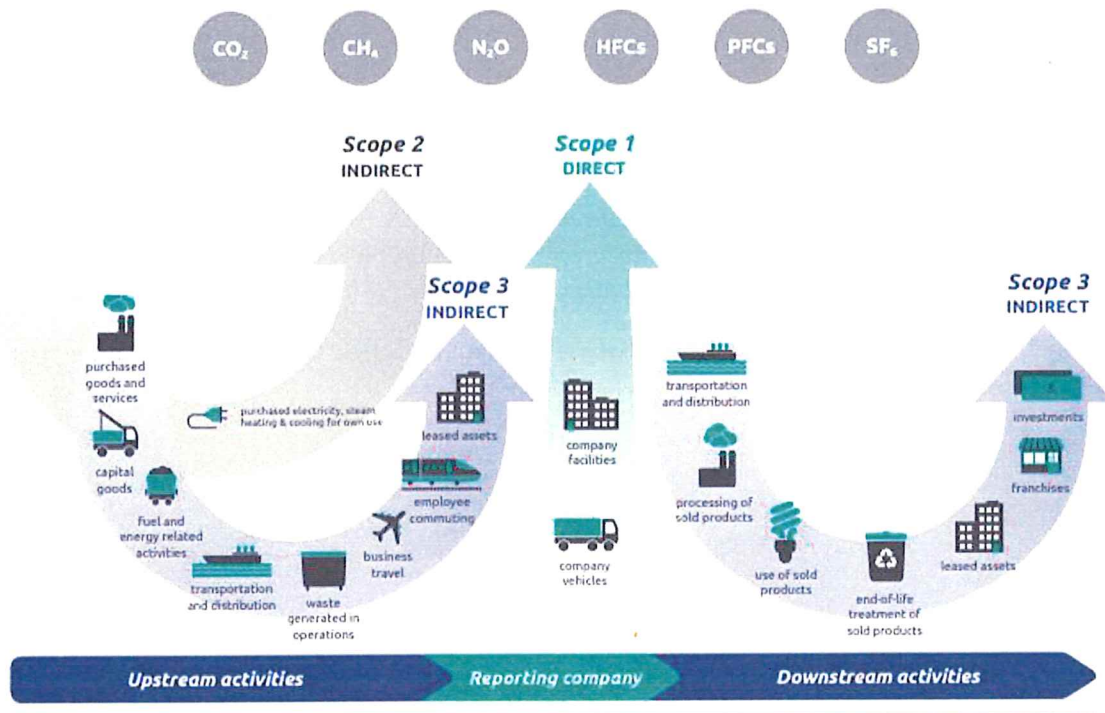 CO₂
CH₄
N₂O
HFCs
PFCs
SF₆
Scope 2
INDIRECT
Scope 1
DIRECT
Scope 3
INDIRECT
Scope 3
INDIRECT
purchased
goods and
services
capital
goods
fuel and
energy related
activities
transportation
and distribution
waste
generated in
operations
business
travel
employee
commuting
leased assets
purchased electricity, steam
heating & cooling for own use
company
facilities
company
vehicles
transportation
and distribution
processing of
sold products
use of sold
products
end-of-life
treatment of
sold products
leased assets
franchises
investments
Upstream activities
Reporting company
Downstream activities